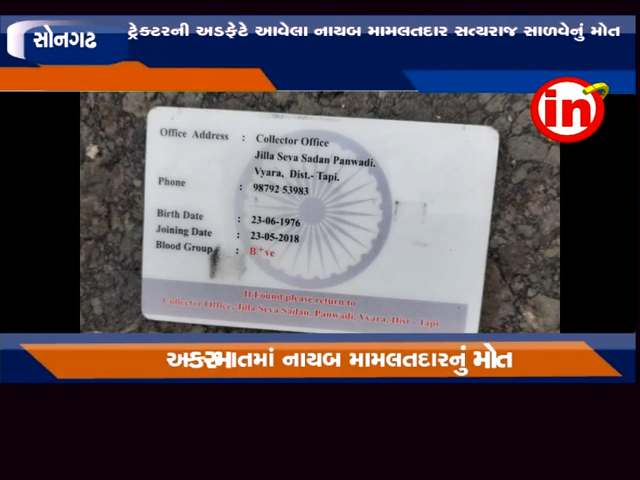 સોનગઢ
ટ્રેક્ટરની અડફેટે આવેલા નાયબ મામલતદાર સત્યરાજ સાળવેનું મોત
in
Office Address : Collector Office
Jilla Seva Sadan Panwadi.
Vyara, Dist.- Tapi.
Phone : 98792 53983
Birth Date : 23-06-1976
Joining Date : 23-05-2018
Blood Group : B+ve
If Found please return to
Collector Office, Jilla Seva Sadan, Panwadi, Vyara, Dist - Tapi
અકસ્માતમાં નાયબ મામલતદારનું મોત